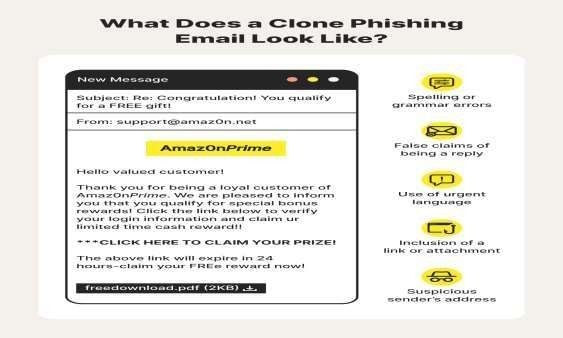 What Does a Clone Phishing
Email Look Like?
New Message
Subject: Re: Congratulation! You qualify
for a FREE gift!
From: support@amaz0n.net
Amaz0nPrime
Hello valued customer!
Thank you for being a loyal customer of
Amaz0nPrime. We are pleased to inform
you that you qualify for special bonus
rewards! Click the link below to verify
your login information and claim ur
limited time cash reward!!
***CLICK HERE TO CLAIM YOUR PRIZE!
The above link will expire in 24
hours-claim your FREe reward now!
freedownload.pdf (2KB)
Spelling or
grammar errors
False claims of
being a reply
Use of urgent
language
Inclusion of a
link or attachment
Suspicious
sender's address